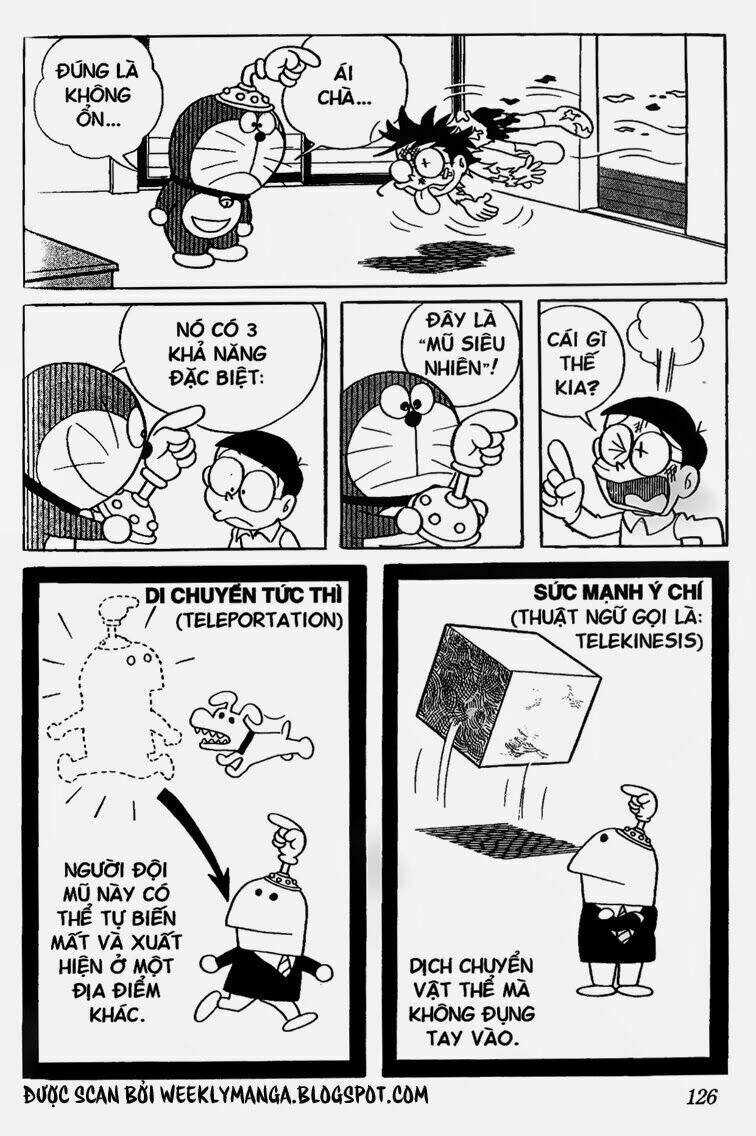 ÁI
CHÀ...
ĐÚNG LÀ
KHÔNG
ỔN...
CÁI GÌ
THẾ
KIA?
ĐÂY LÀ
“MŨ SIÊU
NHIÊN”!
NÓ CÓ 3
KHẢ NĂNG
ĐẶC BIỆT:
SỨC MẠNH Ý CHÍ
(THUẬT NGỮ GỌI LÀ:
TELEKINESIS)
DỊCH CHUYỂN
VẬT THỂ MÀ
KHÔNG ĐỤNG
TAY VÀO.
DI CHUYỂN TỨC THÌ
(TELEPORTATION)
NGƯỜI ĐỘI
MŨ NÀY CÓ
THỂ TỰ BIẾN
MẤT VÀ XUẤT
HIỆN Ở MỘT
ĐỊA ĐIỂM
KHÁC.
ĐƯỢC SCAN BỞI WEEKLYMANGA.BLOGSPOT.COM
126